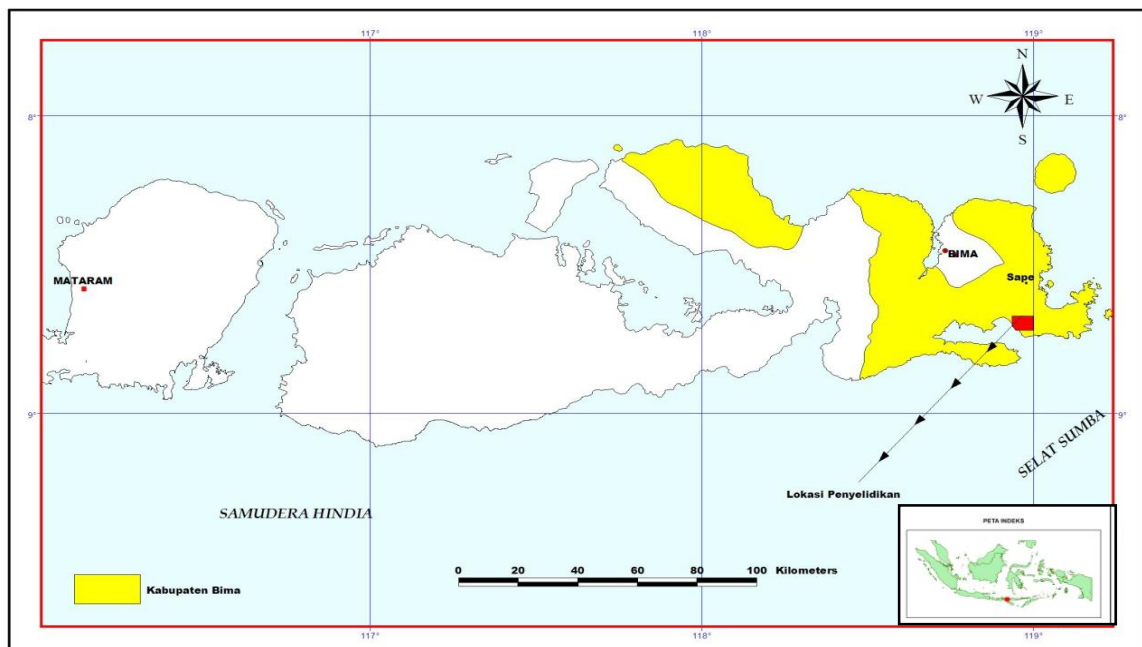 117°
118°
119°
N
W
E
S
8°
8°
MATARAM
BIMA
Sape
9°
9°
SELAT SUMBA
Lokasi Penyelidikan
SAMUDERA HINDIA
PETA INDEKS
0 20 40 60 80 100 Kilometers
Kabupaten Bima
117°
118°
119°